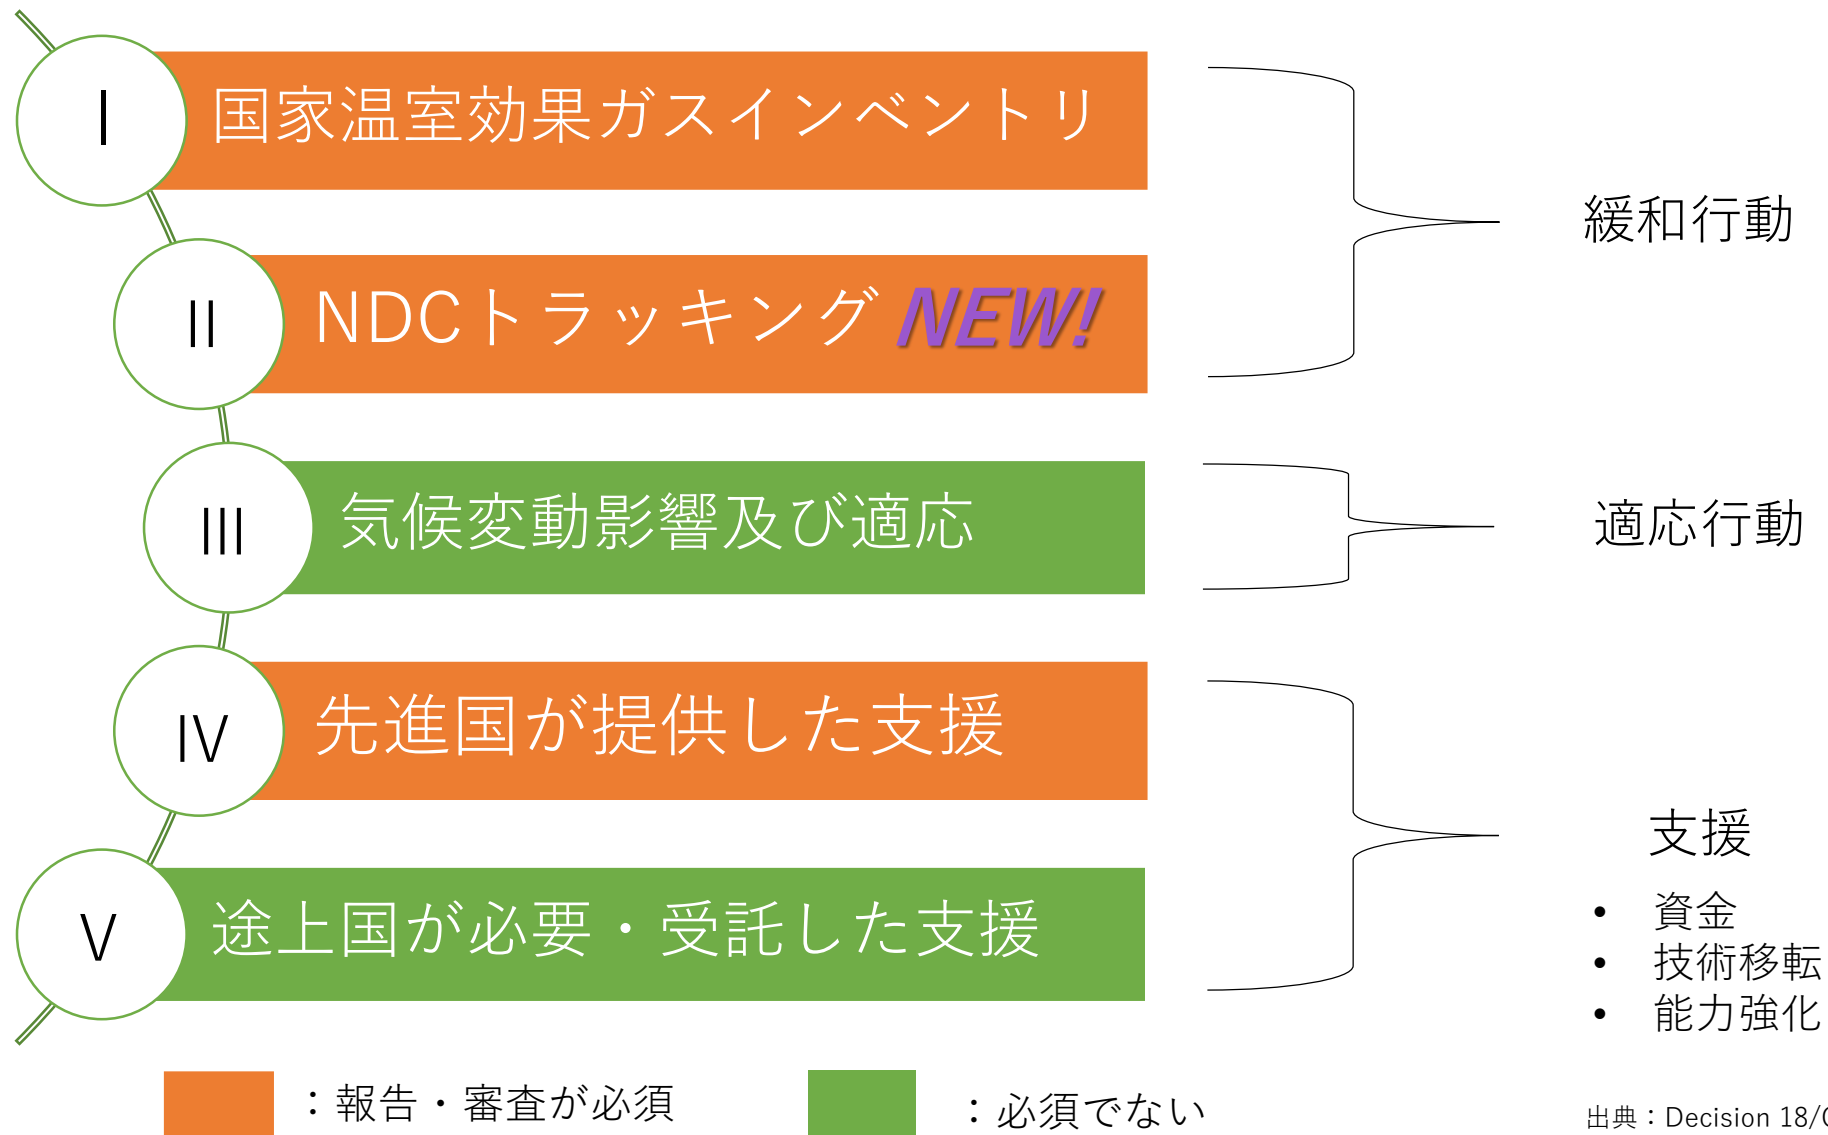 I 国家温室効果ガスインベントリ
II NDCトラッキング NEW!
緩和行動
III 気候変動影響及び適応
適応行動
IV 先進国が提供した支援
V 途上国が必要・受託した支援
支援
• 資金
• 技術移転
• 能力強化
：報告・審査が必須
：必須でない
出典：Decision 18/